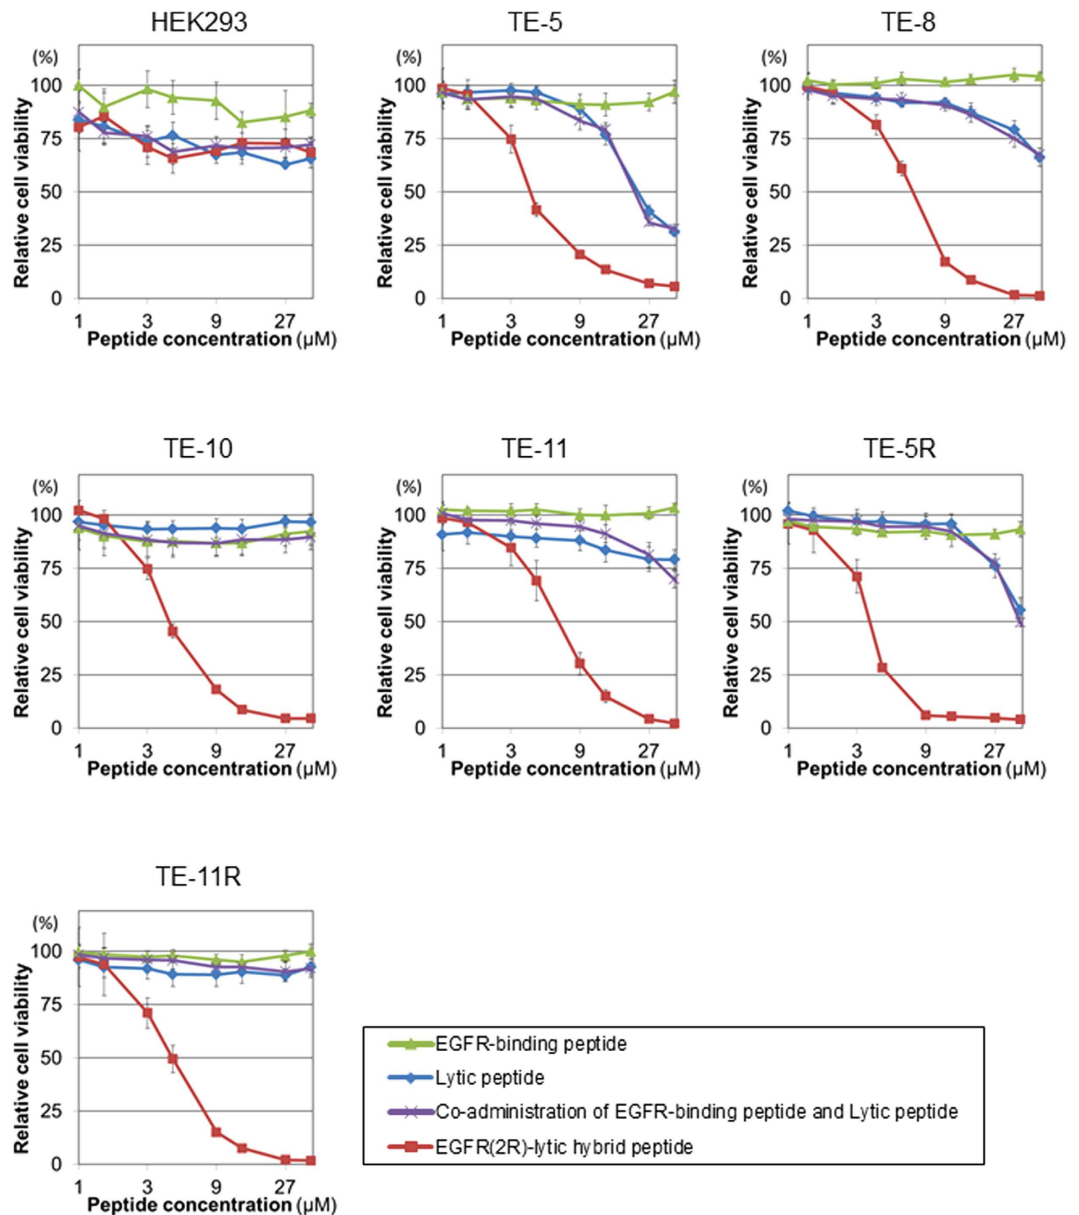 HEK293
(%)
100
75
50
25
0
Relative cell viability
1 3 9 27
Peptide concentration (μM)
TE-5
(%)
100
75
50
25
0
Relative cell viability
1 3 9 27
Peptide concentration (μM)
TE-8
(%)
100
75
50
25
0
Relative cell viability
1 3 9 27
Peptide concentration (μM)
TE-10
(%)
100
75
50
25
0
Relative cell viability
1 3 9 27
Peptide concentration (μM)
TE-11
(%)
100
75
50
25
0
Relative cell viability
1 3 9 27
Peptide concentration (μM)
TE-5R
(%)
100
75
50
25
0
Relative cell viability
1 3 9 27
Peptide concentration (μM)
TE-11R
(%)
100
75
50
25
0
Relative cell viability
1 3 9 27
Peptide concentration (μM)
EGFR-binding peptide
Lytic peptide
Co-administration of EGFR-binding peptide and Lytic peptide
EGFR(2R)-lytic hybrid peptide